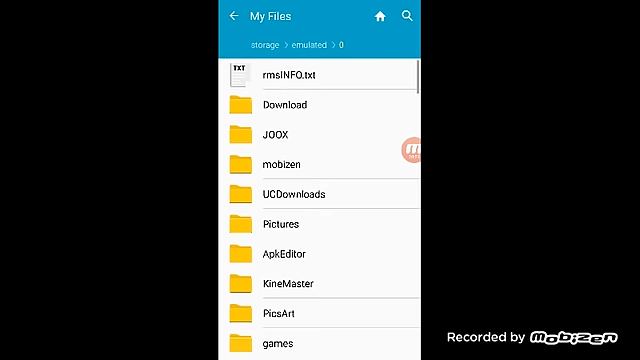 My Files
storage > emulated > 0
TXT
rmsINFO.txt
Download
JOOX
mobizen
UCDownloads
Pictures
ApkEditor
KineMaster
PicsArt
games
Recorded by mobizen